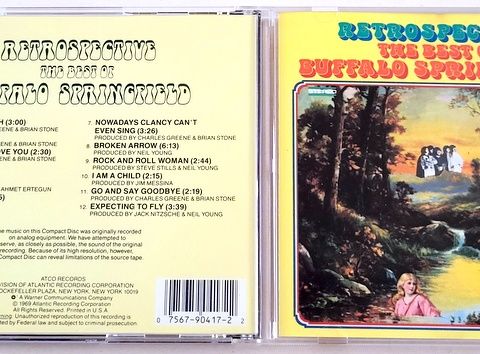 RETROSPECTIVE
THE BEST OF
FFALO SPRINGFIELD
H (3:00)
EENE & BRIAN STONE
VE YOU (2:30)
AHMET ERTEGUN
5)
7. NOWADAYS CLANCY CAN'T
EVEN SING (3:26)
PRODUCED BY CHARLES GREENE & BRIAN STONE
8. BROKEN ARROW (6:13)
PRODUCED BY NEIL YOUNG
9. ROCK AND ROLL WOMAN (2:44)
PRODUCED BY STEVE STILLS & NEIL YOUNG
10. I AM A CHILD (2:15)
PRODUCED BY JIM MESSINA
11. GO AND SAY GOODBYE (2:19)
PRODUCED BY CHARLES GREENE & BRIAN STONE
12. EXPECTING TO FLY (3:39)
PRODUCED BY JACK NITZSCHE & NEIL YOUNG
he music on this Compact Disc was originally recorded
on analog equipment. We have attempted to
serve, as closely as possible, the sound of the original
recording. Because of its high resolution, however,
Compact Disc can reveal limitations of the source tape.
ATCO RECORDS
VISION OF ATLANTIC RECORDING CORPORATION
OCKEFELLER PLAZA, NEW YORK, NEW YORK 10019
A Warner Communications Company
© 1969 Atlantic Recording Corporation
All Rights Reserved. Printed in U.S.A.
ing: Unauthorized reproduction of this recording is
ited by Federal law and subject to criminal prosecution
0 7567-90417-2 2
RETROSPEC
THE BEST O
BUFFALO SPRIN
STEREO